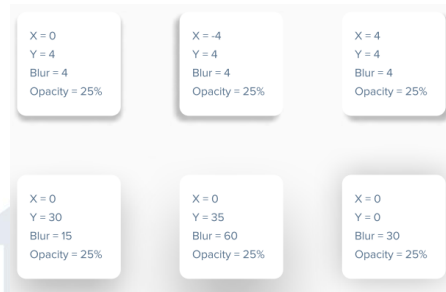 X = 0
Y = 4
Blur = 4
Opacity = 25%
X = -4
Y = 4
Blur = 4
Opacity = 25%
X = 4
Y = 4
Blur = 4
Opacity = 25%
X = 0
Y = 30
Blur = 15
Opacity = 25%
X = 0
Y = 35
Blur = 60
Opacity = 25%
X = 0
Y = 0
Blur = 30
Opacity = 25%